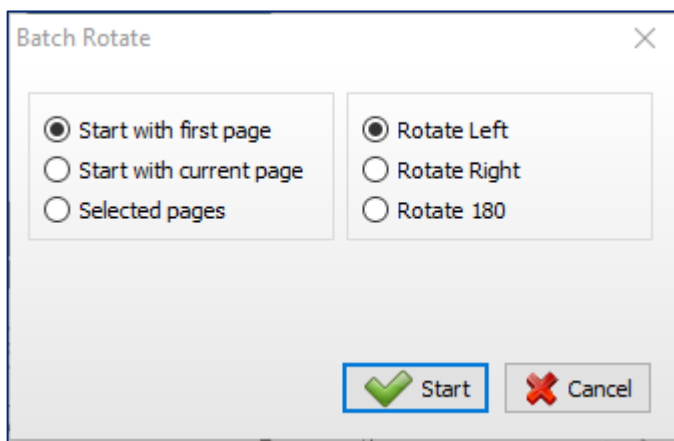 Batch Rotate
Start with first page
Start with current page
Selected pages
Rotate Left
Rotate Right
Rotate 180
Start
Cancel